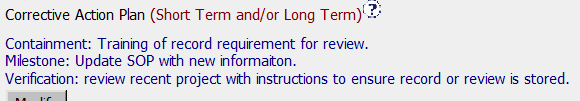 Corrective Action Plan (Short Term and/or Long Term) ?
Containment: Training of record requirement for review.
Milestone: Update SOP with new informaiton.
Verification: review recent project with instructions to ensure record or review is stored.